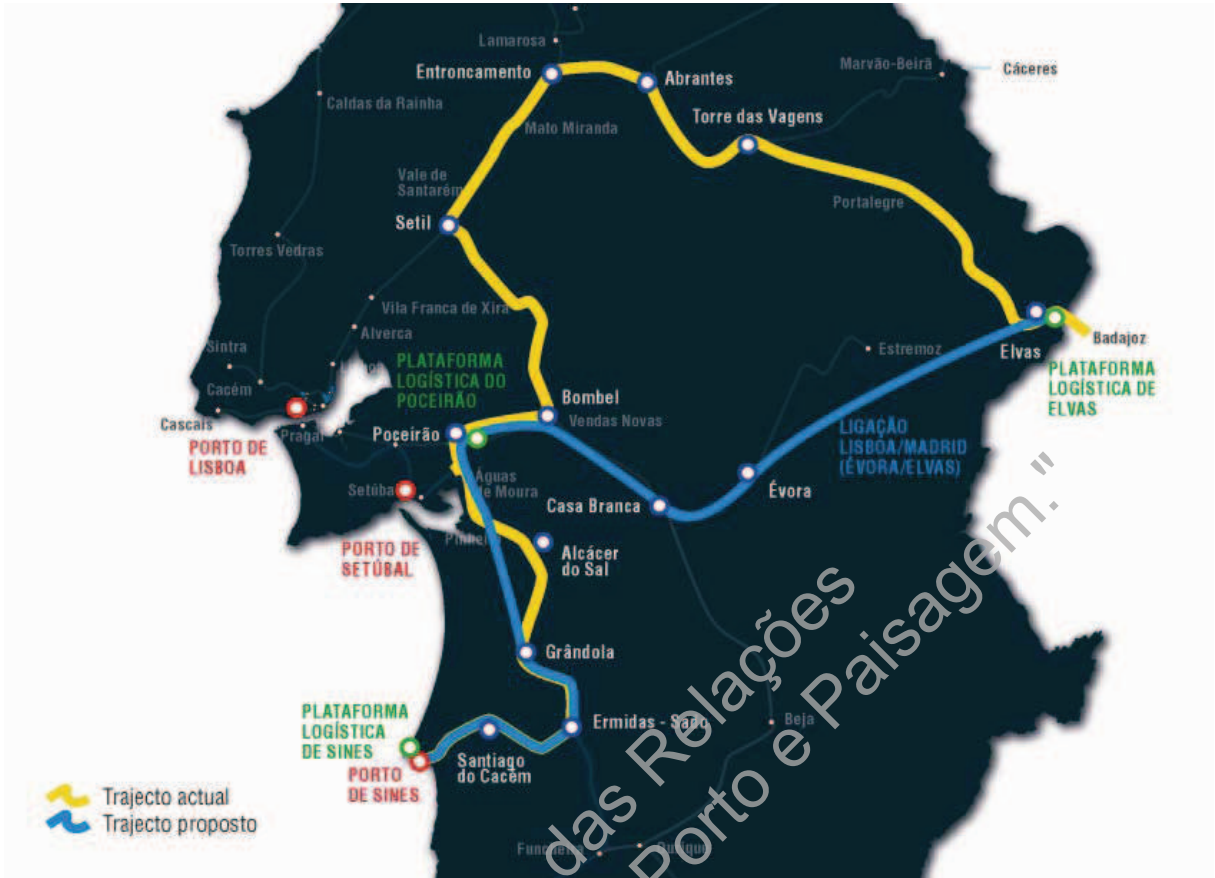 Lamarosa
Entroncamento
Abrantes
Marvão-Beirã
Cáceres
Caldas da Rainha
Mato Miranda
Torre das Vagens
Vale de
Santarém
Portalegre
Setil
Torres Vedras
Vila Franca de Xira
Alverca
Sintra
Estremoz
Elvas
Badajoz
PLATAFORMA
LOGÍSTICA DO
POCEIRÃO
PLATAFORMA
LOGÍSTICA DE
ELVAS
Cacém
Bombel
Vendas Novas
Cascais
Pragal
Poceirão
PORTO DE
LISBOA
LIGAÇÃO
LISBOA/MADRID
(ÉVORA/ELVAS)
Águas
de Moura
Setúbal
Évora
Casa Branca
PORTO DE
SETÚBAL
Alcácer
do Sal
Grândola
PLATAFORMA
LOGÍSTICA
DE SINES
Ermidas - Sado
Beja
Santiago
do Cacém
PORTO
DE SINES
Trajecto actual
Trajecto proposto
Funcheira
das Relações
Porto e Paisagem."